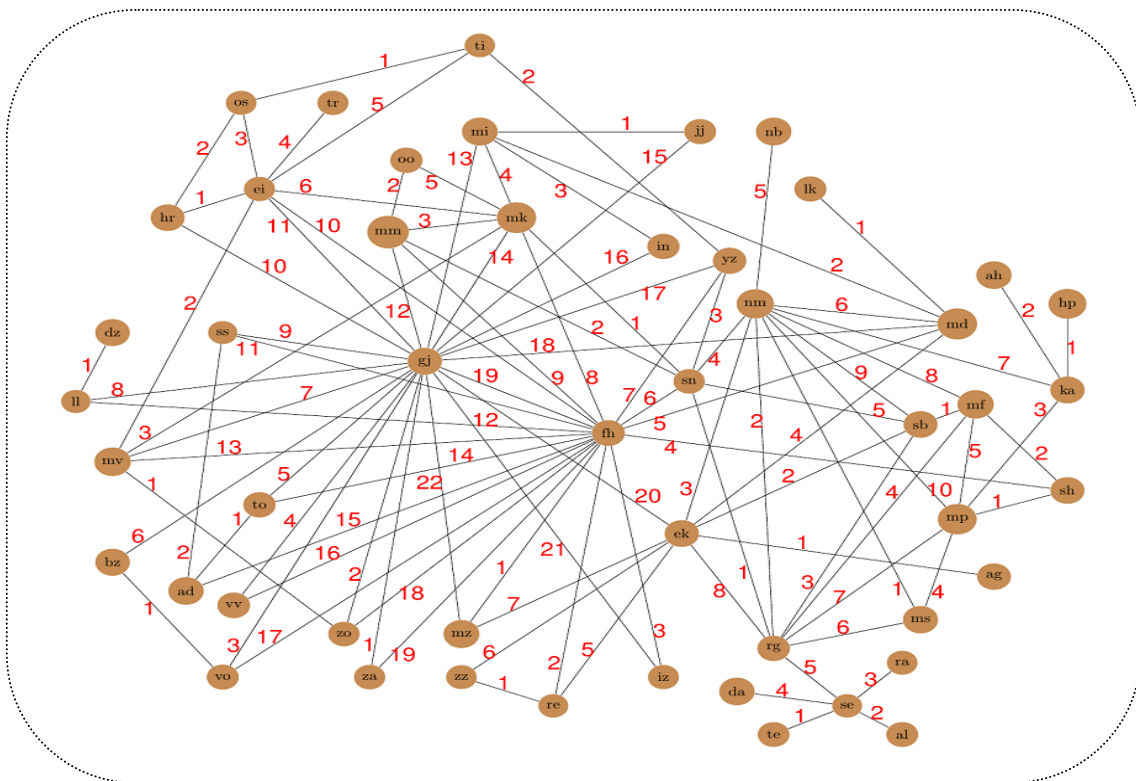 ti
1
2
os
tr
5
mi
1
jj
nb
3
4
2
13
15
oo
4
ei
6
2
5
3
5
lk
1
hr
11
10
mm
3
mk
1
14
16
in
yz
10
2
17
ah
2
nm
6
hp
2
12
3
md
dz
ss
9
1
2
1
11
gj
18
4
7
1
19
9
8
sn
9
8
ll
8
7
7
6
ka
12
5
1
mf
3
3
13
fh
5
4
sb
mv
14
4
5
2
1
5
22
2
sh
to
20
3
4
10
1
1
4
15
mp
6
2
16
21
ek
1
bz
1
ad
2
18
1
8
1
3
7
1
4
ag
vv
7
1
17
zo
mz
3
6
ms
3
1
19
6
2
5
rg
5
3
ra
vo
za
zz
1
iz
da
4
re
se
1
2
te
al